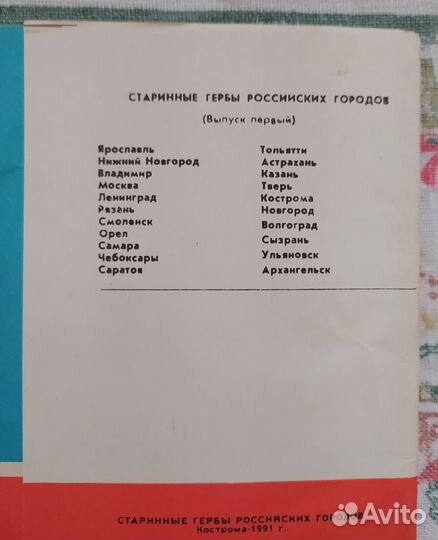 СТАРИННЫЕ ГЕРБЫ РОССИЙСКИХ ГОРОДОВ
(Выпуск первый)
Ярославль
Нижний Новгород
Владимир
Москва
Ленинград
Рязань
Смоленск
Орел
Самара
Чебоксары
Саратов
Тольятти
Астрахань
Казань
Тверь
Кострома
Новгород
Волгоград
Сызрань
Ульяновск
Архангельск
СТАРИННЫЕ ГЕРБЫ РОССИЙСКИХ ГОРОДОВ
Кострома-1991 г.
Avito